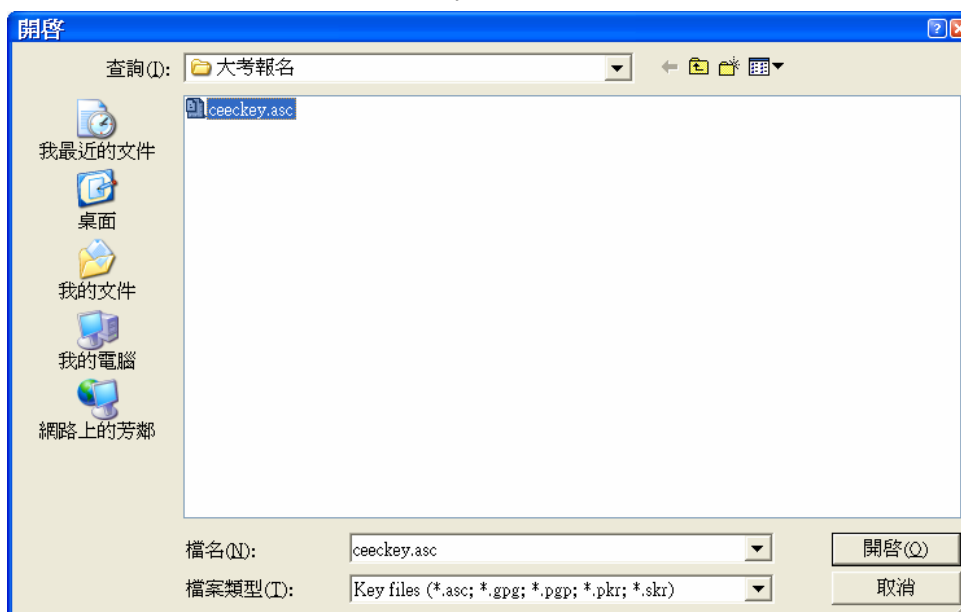 開啓
查詢(I): 大考報名
ceeckey.asc
我最近的文件
桌面
我的文件
我的電腦
網路上的芳鄰
檔名(N): ceeckey.asc 開啓(O)
檔案類型(T): Key files (*.asc; *.gpg; *.pgp; *.pkr; *.skr) 取消